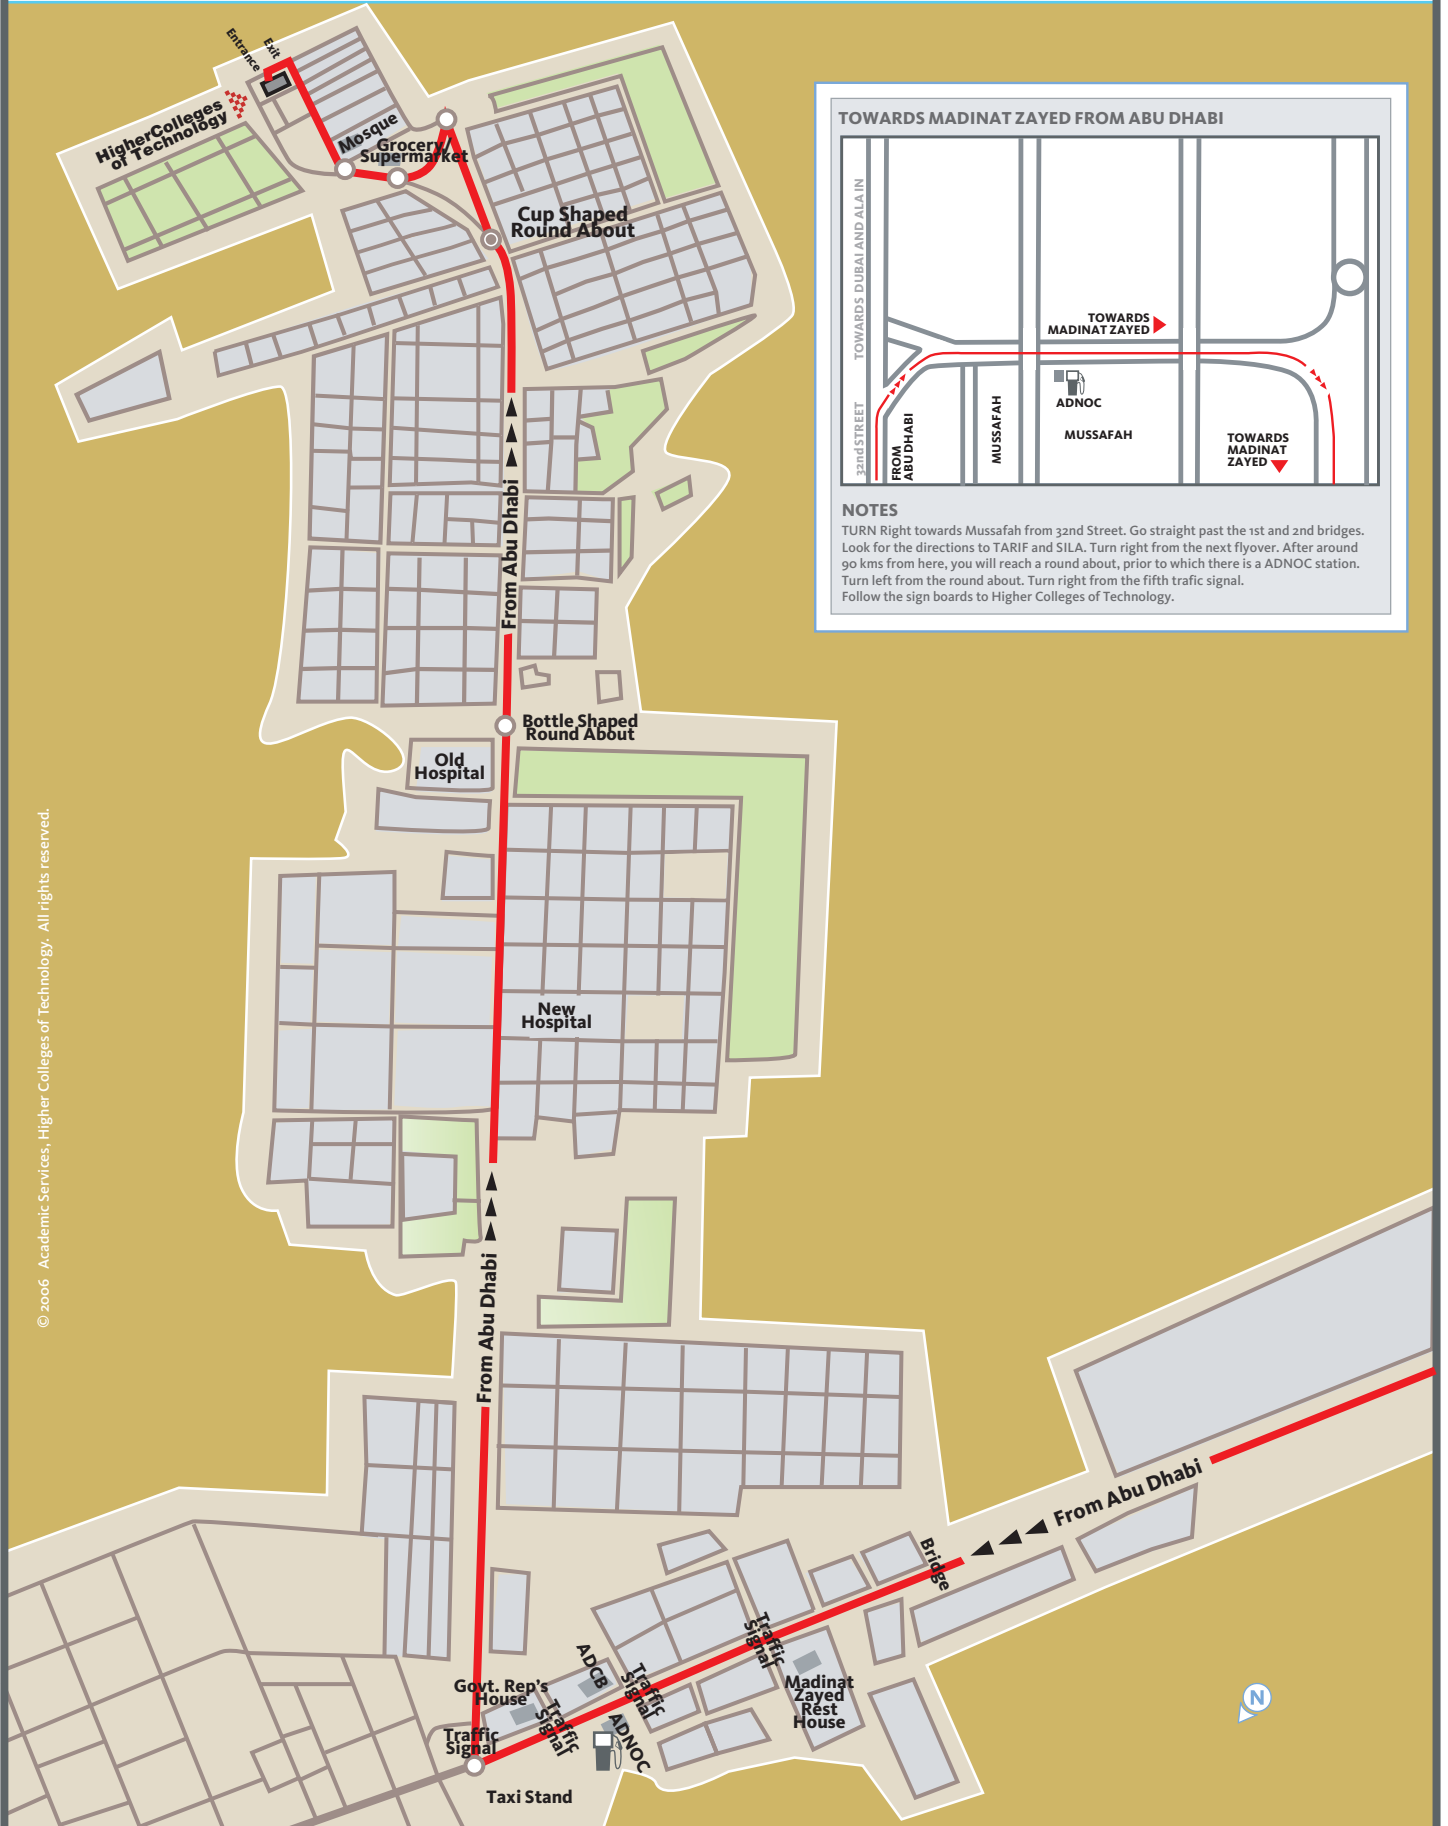 Entrance
Exit
HigherColleges
of Technology
Mosque
Grocery/
Supermarket
Cup Shaped
Round About
From Abu Dhabi
Bottle Shaped
Round About
Old
Hospital
New
Hospital
From Abu Dhabi
From Abu Dhabi
Bridge
Traffic
Signal
Madinat
Zayed
Rest
House
Traffic
Signal
ADCB
Govt. Rep's
House
Traffic
Signal
ADNOC
Traffic
Signal
Taxi Stand
N
© 2006 Academic Services, Higher Colleges of Technology. All rights reserved.
TOWARDS MADINAT ZAYED FROM ABU DHABI
TOWARDS DUBAI AND ALAIN
32nd STREET
FROM
ABU DHABI
MUSSAFAH
TOWARDS
MADINAT ZAYED
ADNOC
MUSSAFAH
TOWARDS
MADINAT
ZAYED
NOTES
TURN Right towards Mussafah from 32nd Street. Go straight past the 1st and 2nd bridges.
Look for the directions to TARIF and SILA. Turn right from the next flyover. After around
90 kms from here, you will reach a round about, prior to which there is a ADNOC station.
Turn left from the round about. Turn right from the fifth trafic signal.
Follow the sign boards to Higher Colleges of Technology.